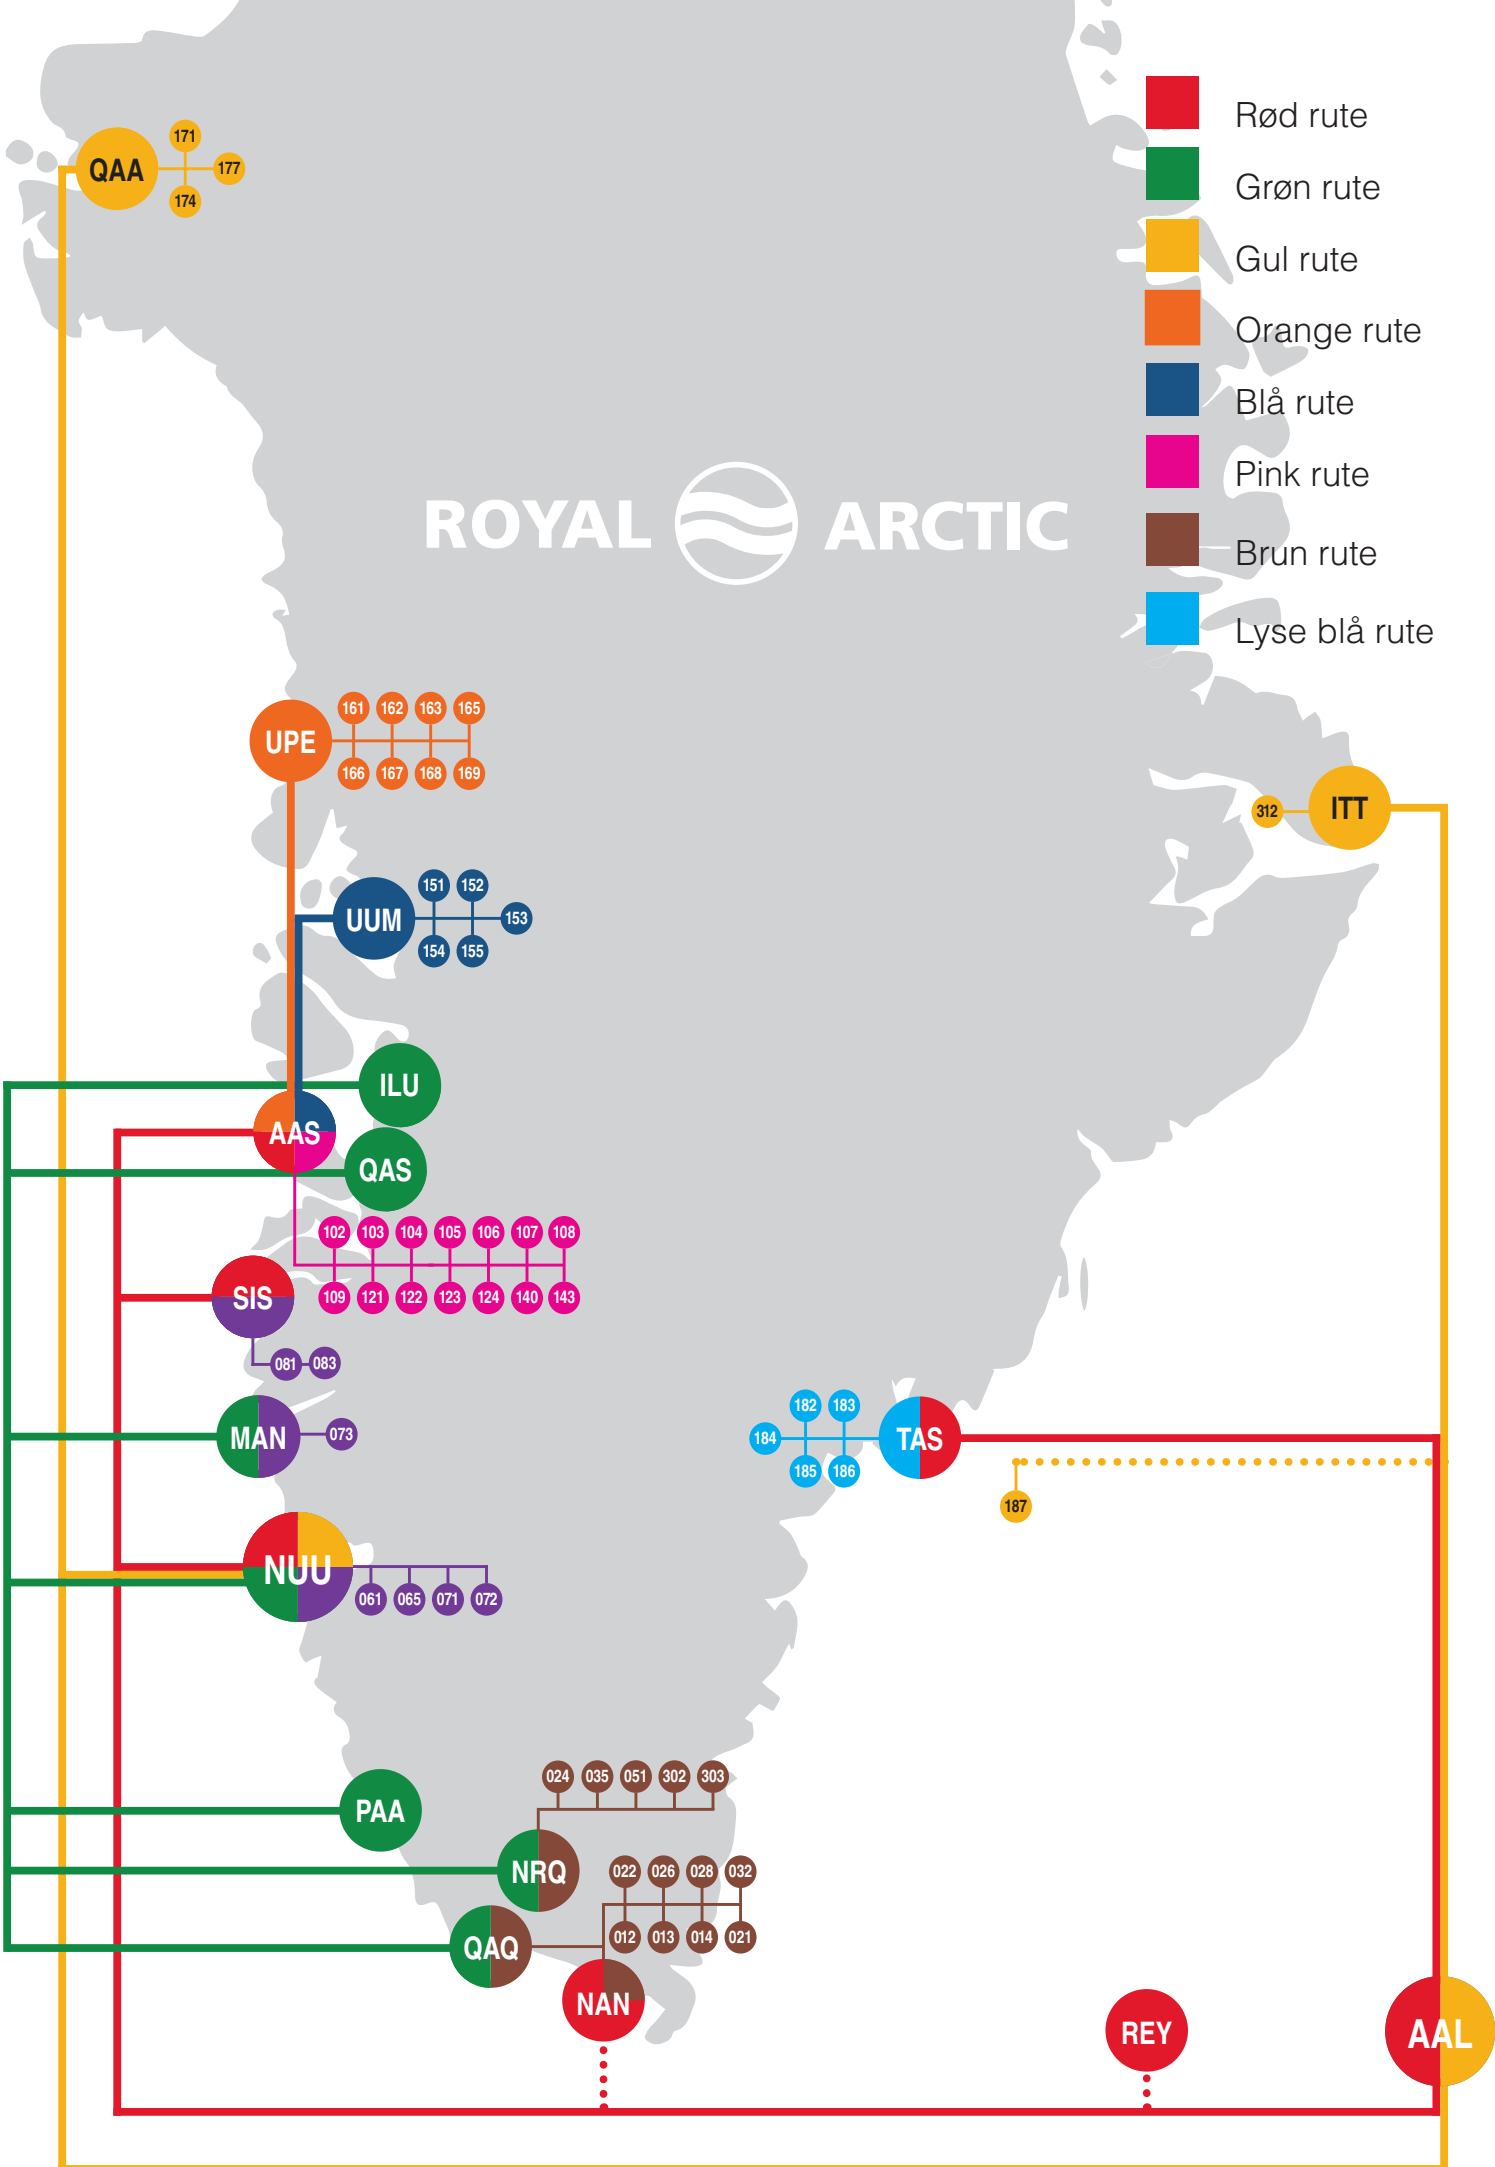 Rød rute
Grøn rute
Gul rute
Orange rute
Blå rute
Pink rute
Brun rute
Lyse blå rute
ROYAL ARCTIC
QAA
171
177
174
UPE
161 162 163 165
166 167 168 169
ITT
312
UUM
151 152
153
154 155
ILU
AAS
QAS
102 103 104 105 106 107 108
109 121 122 123 124 140 143
SIS
081 083
MAN
073
TAS
182 183
184
185 186
187
NUU
061 065 071 072
PAA
024 035 051 302 303
NRQ
022 026 028 032
012 013 014 021
QAQ
NAN
REY
AAL